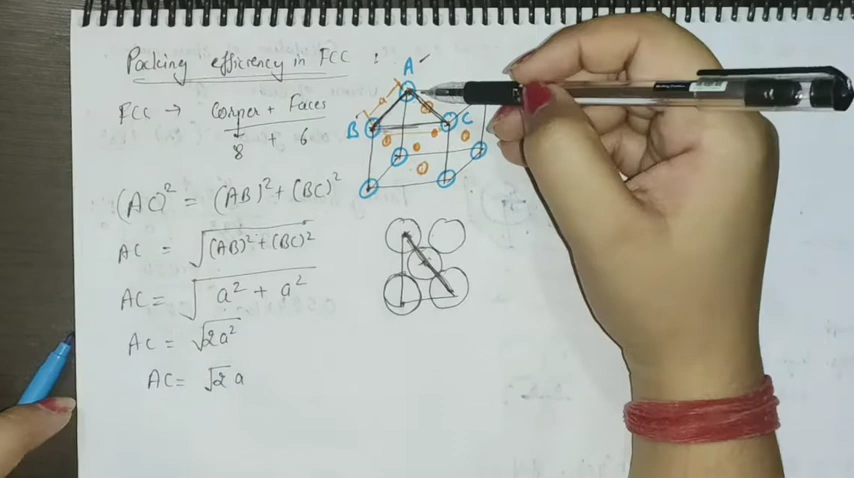 Packing efficiency in FCC :
A
a
FCC → Corner + Faces
B
C
8 + 6
(AC)² = (AB)² + (BC)²
AC = √(AB)² + (BC)²
AC = √a² + a²
AC = √2a²
AC = √2 a